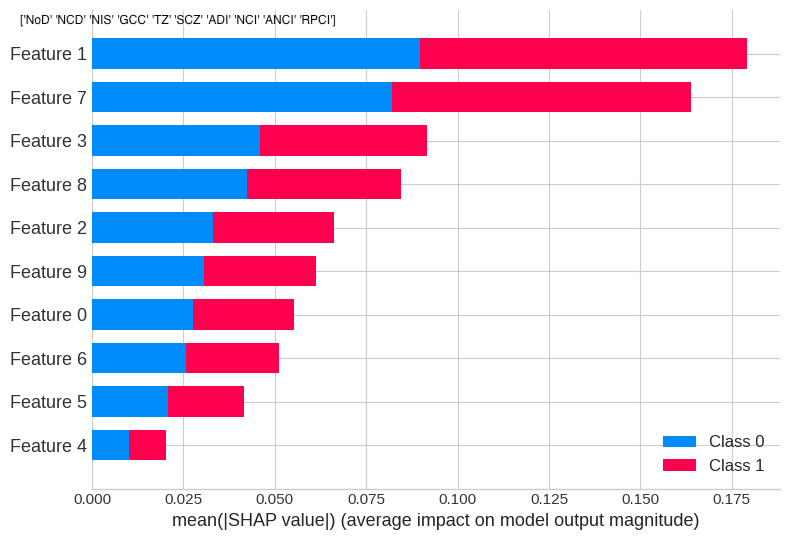 ['NoD' 'NCD' 'NIS' 'GCC' 'TZ' 'SCZ' 'ADI' 'NCI' 'ANCI' 'RPCI']
Feature 1
Feature 7
Feature 3
Feature 8
Feature 2
Feature 9
Feature 0
Feature 6
Feature 5
Feature 4
Class 0
Class 1
0.000 0.025 0.050 0.075 0.100 0.125 0.150 0.175
mean(|SHAP value|) (average impact on model output magnitude)